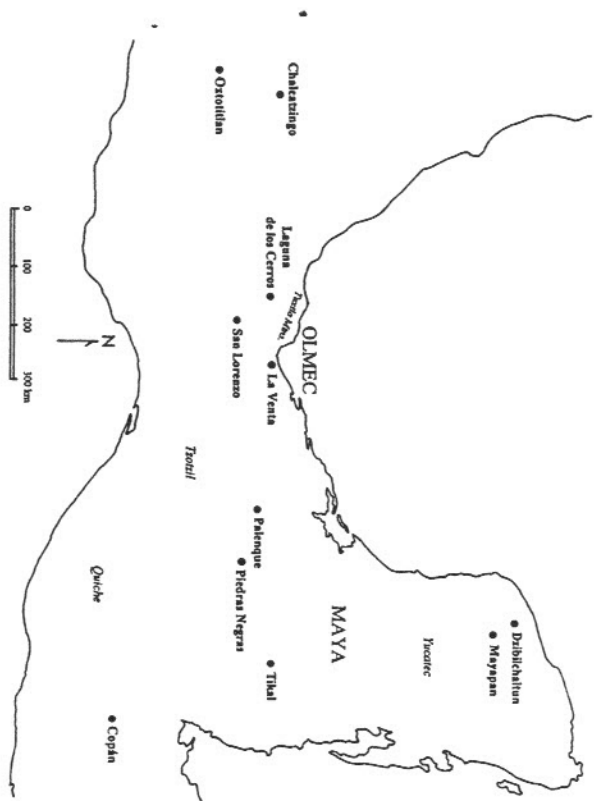 Chalcatzingo
Oxtotitlan
Laguna
de los Cerros
OLMEC
San Lorenzo
La Venta
Tzotzil
Palenque
Piedras Negras
Tikal
MAYA
Yucatec
Dzibilchaltun
Mayapan
Quiche
Copán
N
0 100 200 300 km